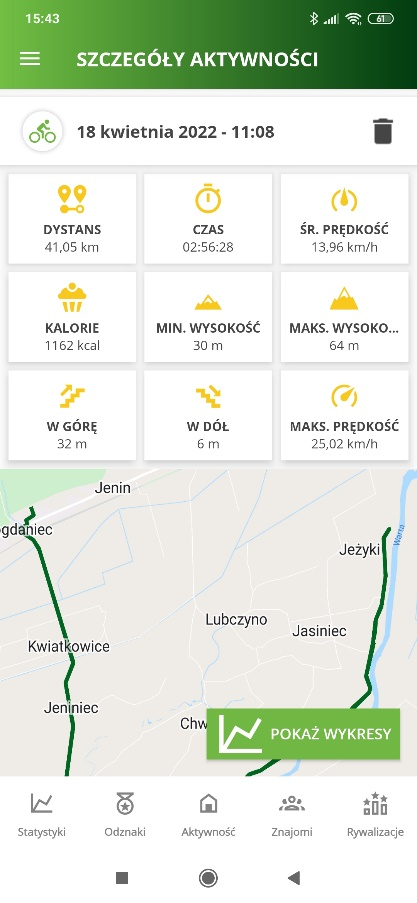 15:43
61
SZCZEGÓŁY AKTYWNOŚCI
18 kwietnia 2022 - 11:08
DYSTANS
41,05 km
CZAS
02:56:28
ŚR. PRĘDKOŚĆ
13,96 km/h
KALORIE
1162 kcal
MIN. WYSOKOŚĆ
30 m
MAKS. WYSOKO...
64 m
W GÓRĘ
32 m
W DÓŁ
6 m
MAKS. PRĘDKOŚĆ
25,02 km/h
Jenin
ogdaniec
Warta
Jeżyki
Lubczyno
Jasiniec
Kwiatkowice
Jeniniec
Chw
POKAŻ WYKRESY
Statystyki
Odznaki
Aktywność
Znajomi
Rywalizacje